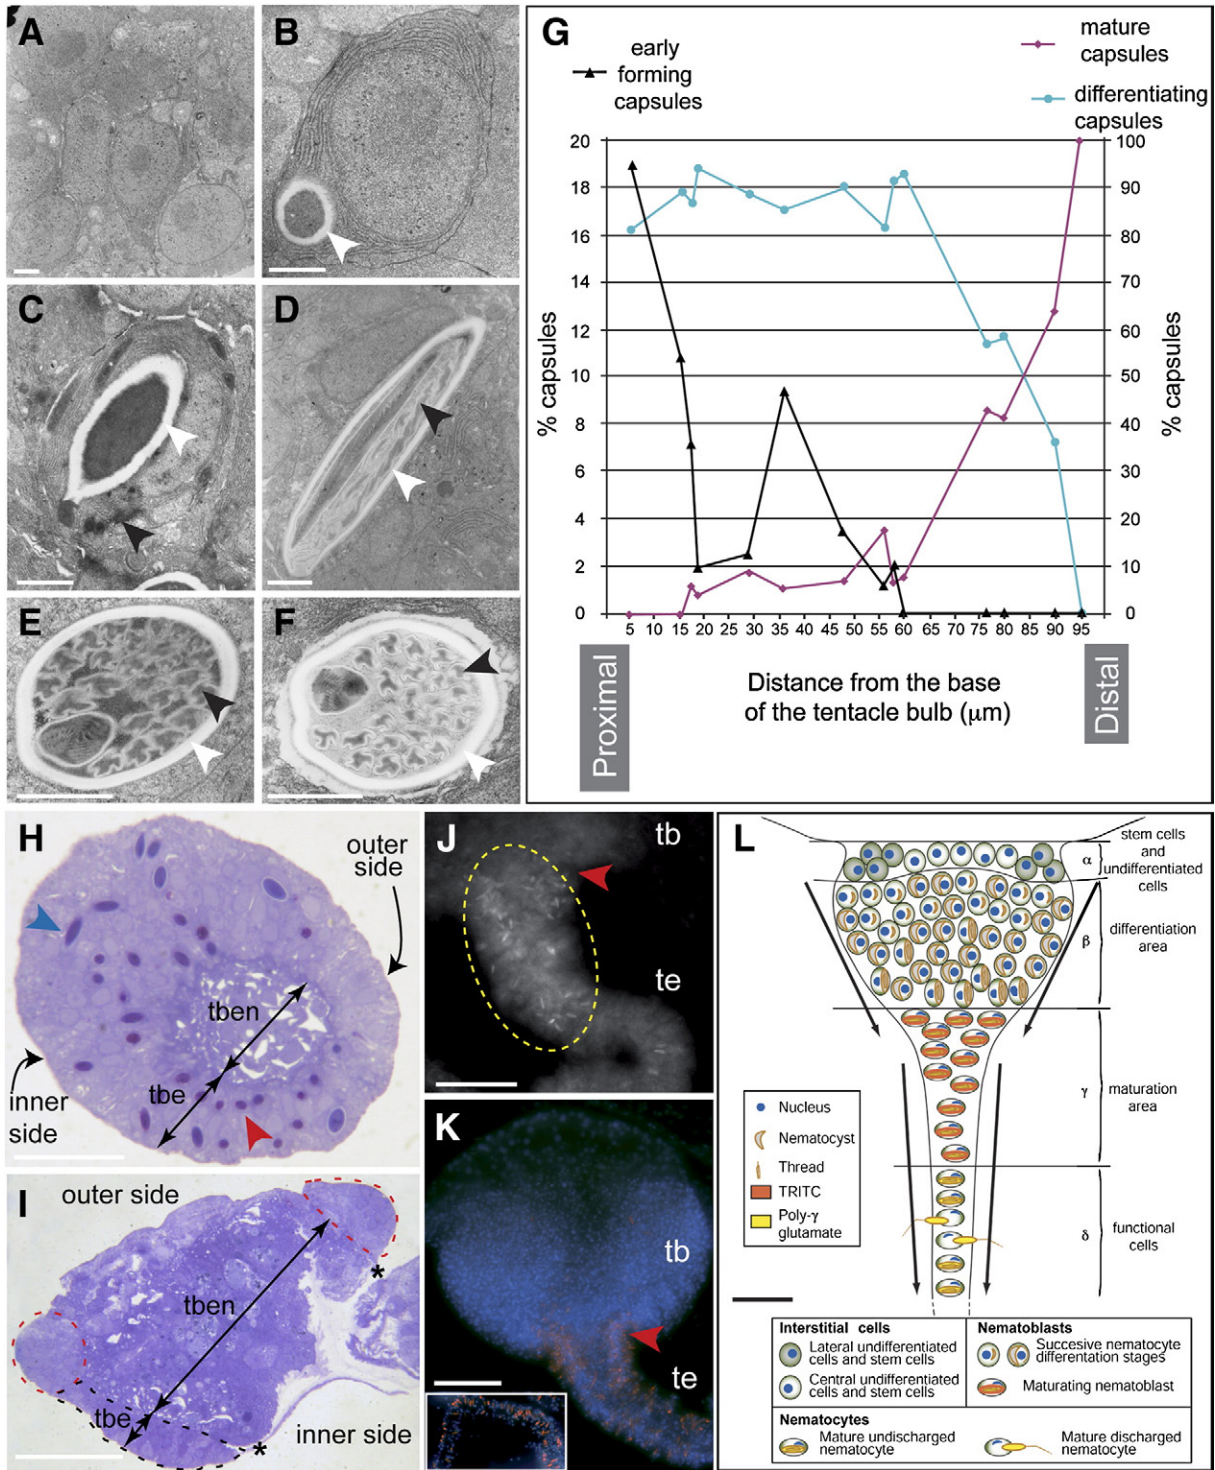 A
B
C
D
E
F
G
early
forming
capsules
mature
capsules
differentiating
capsules
20
18
16
14
12
10
8
6
4
2
0
% capsules
100
90
80
70
60
50
40
30
20
10
0
% capsules
5 10 15 20 25 30 35 40 45 50 55 60 65 70 75 80 85 90 95
Proximal
Distance from the base
of the tentacle bulb (μm)
Distal
H
outer
side
tben
tbe
inner
side
I
outer side
tben
tbe
*
*
inner side
J
tb
te
K
tb
te
L
stem cells
and
undifferentiated
cells
α
β
differentiation
area
γ
maturation
area
δ
functional
cells
Nucleus
Nematocyst
Thread
TRITC
Poly-γ
glutamate
Interstitial cells
Lateral undifferentiated
cells and stem cells
Central undifferentiated
cells and stem cells
Nematoblasts
Succesive nematocyte
differentation stages
Maturating nematoblast
Nematocytes
Mature undischarged
nematocyte
Mature discharged
nematocyte